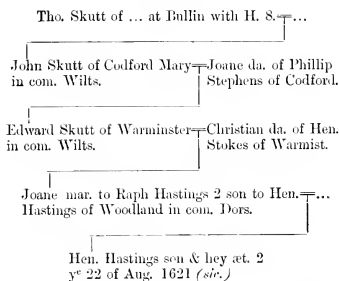 Tho. Skutt of ... at Bullin with H. 8.=...
John Skutt of Codford Mary=Joane da. of Phillip
in com. Wilts. Stephens of Codford.
Edward Skutt of Warminster=Christian da. of Hen.
in com. Wilts. Stokes of Warmist.
Joane mar. to Raph Hastings 2 son to Hen.=...
Hastings of Woodland in com. Dors.
Hen. Hastings son & hey æt. 2
yᵉ 22 of Aug. 1621 (sic.)